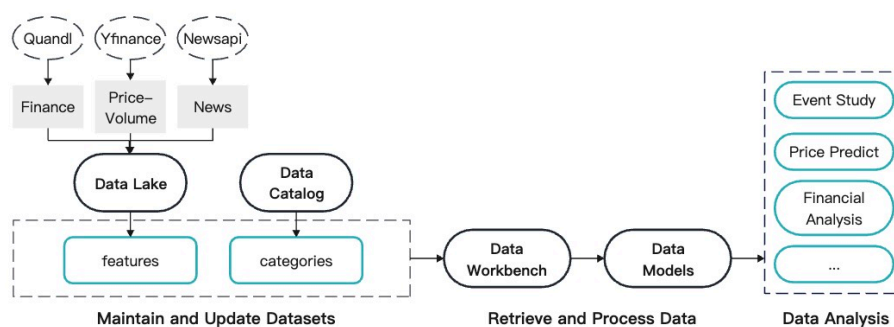 Quandl
Yfinance
Newsapi
Finance
Price-
Volume
News
Data Lake
Data
Catalog
features
categories
Data
Workbench
Data
Models
Event Study
Price Predict
Financial
Analysis
...
Maintain and Update Datasets
Retrieve and Process Data
Data Analysis